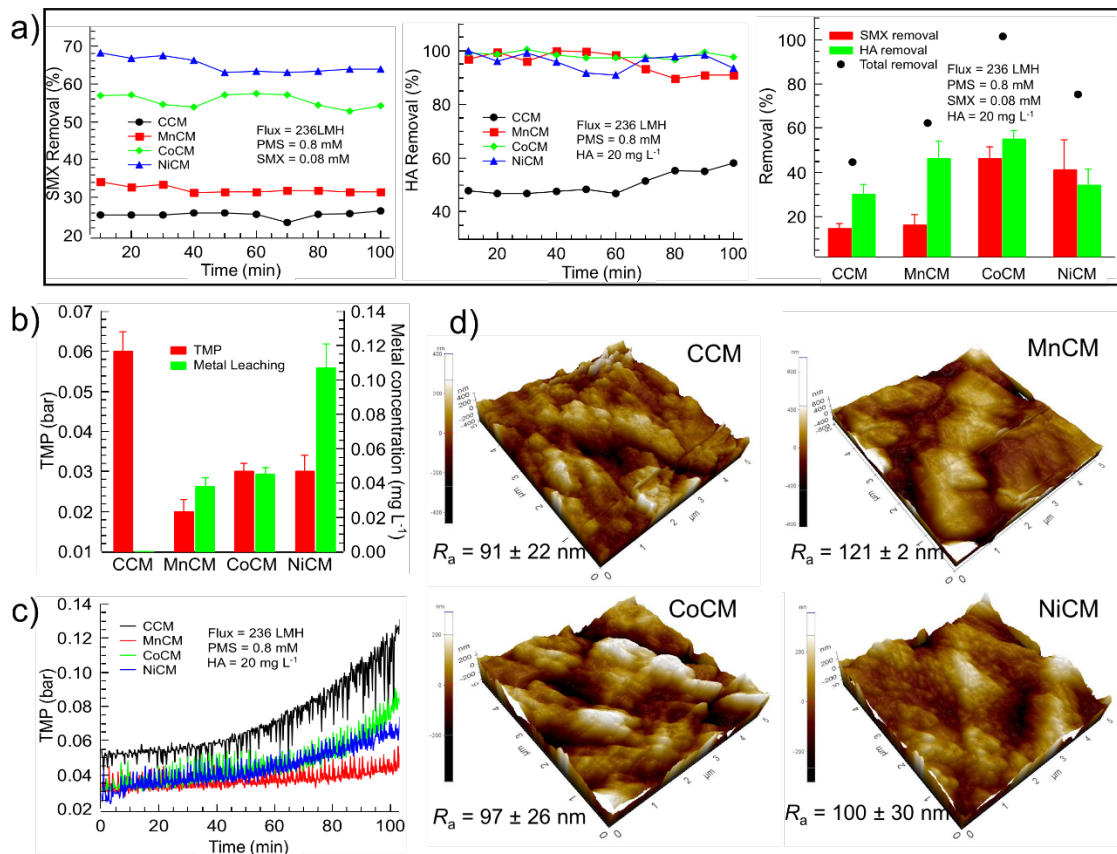 a)
SMX Removal (%)
70
60
50
40
30
20
CCM
MnCM
CoCM
NiCM
Flux = 236LMH
PMS = 0.8 mM
SMX = 0.08 mM
20 40 60 80 100
Time (min)
HA Removal (%)
100
80
60
40
CCM
MnCM
CoCM
NiCM
Flux = 236 LMH
PMS = 0.8 mM
HA = 20 mg L-1
20 40 60 80 100
Time (min)
Removal (%)
100
80
60
40
20
SMX removal
HA removal
Total removal
Flux = 236 LMH
PMS = 0.8 mM
SMX = 0.08 mM
HA = 20 mg L-1
CCM MnCM CoCM NiCM
b)
TMP (bar)
0.07
0.06
0.05
0.04
0.03
0.02
0.01
TMP
Metal Leaching
CCM MnCM CoCM NiCM
0.14
0.12
0.10
0.08
0.06
0.04
0.02
0.00
Metal concentration (mg L-1)
c)
TMP (bar)
0.14
0.12
0.10
0.08
0.06
0.04
0.02
CCM
MnCM
CoCM
NiCM
Flux = 236 LMH
PMS = 0.8 mM
HA = 20 mg L-1
0 20 40 60 80 100
Time (min)
d)
CCM
Ra = 91 ± 22 nm
MnCM
Ra = 121 ± 2 nm
CoCM
Ra = 97 ± 26 nm
NiCM
Ra = 100 ± 30 nm